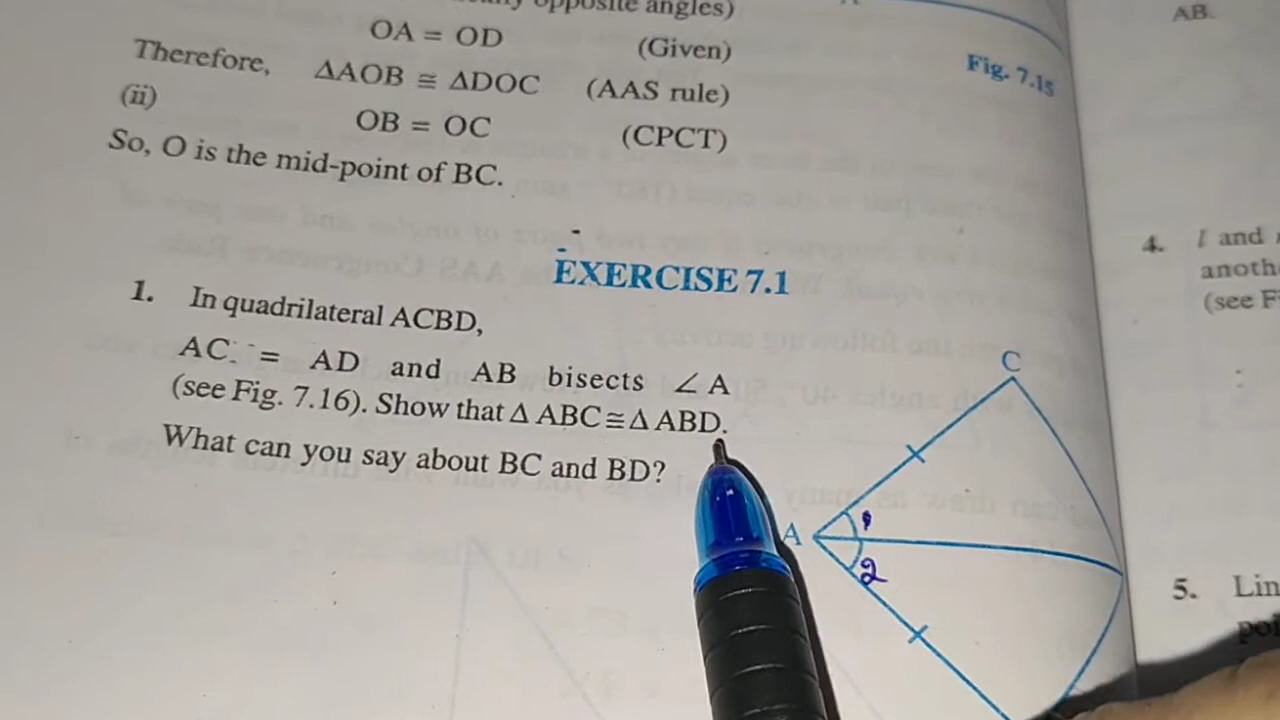 opposite angles)
OA = OD (Given)
Therefore, ΔAOB ≅ ΔDOC (AAS rule)
(ii) OB = OC (CPCT)
So, O is the mid-point of BC.
Fig. 7.15
EXERCISE 7.1
1. In quadrilateral ACBD,
AC = AD and AB bisects ∠A
(see Fig. 7.16). Show that Δ ABC ≅ Δ ABD.
What can you say about BC and BD?
C
A
1
2
AB.
4. l and
(see
5.